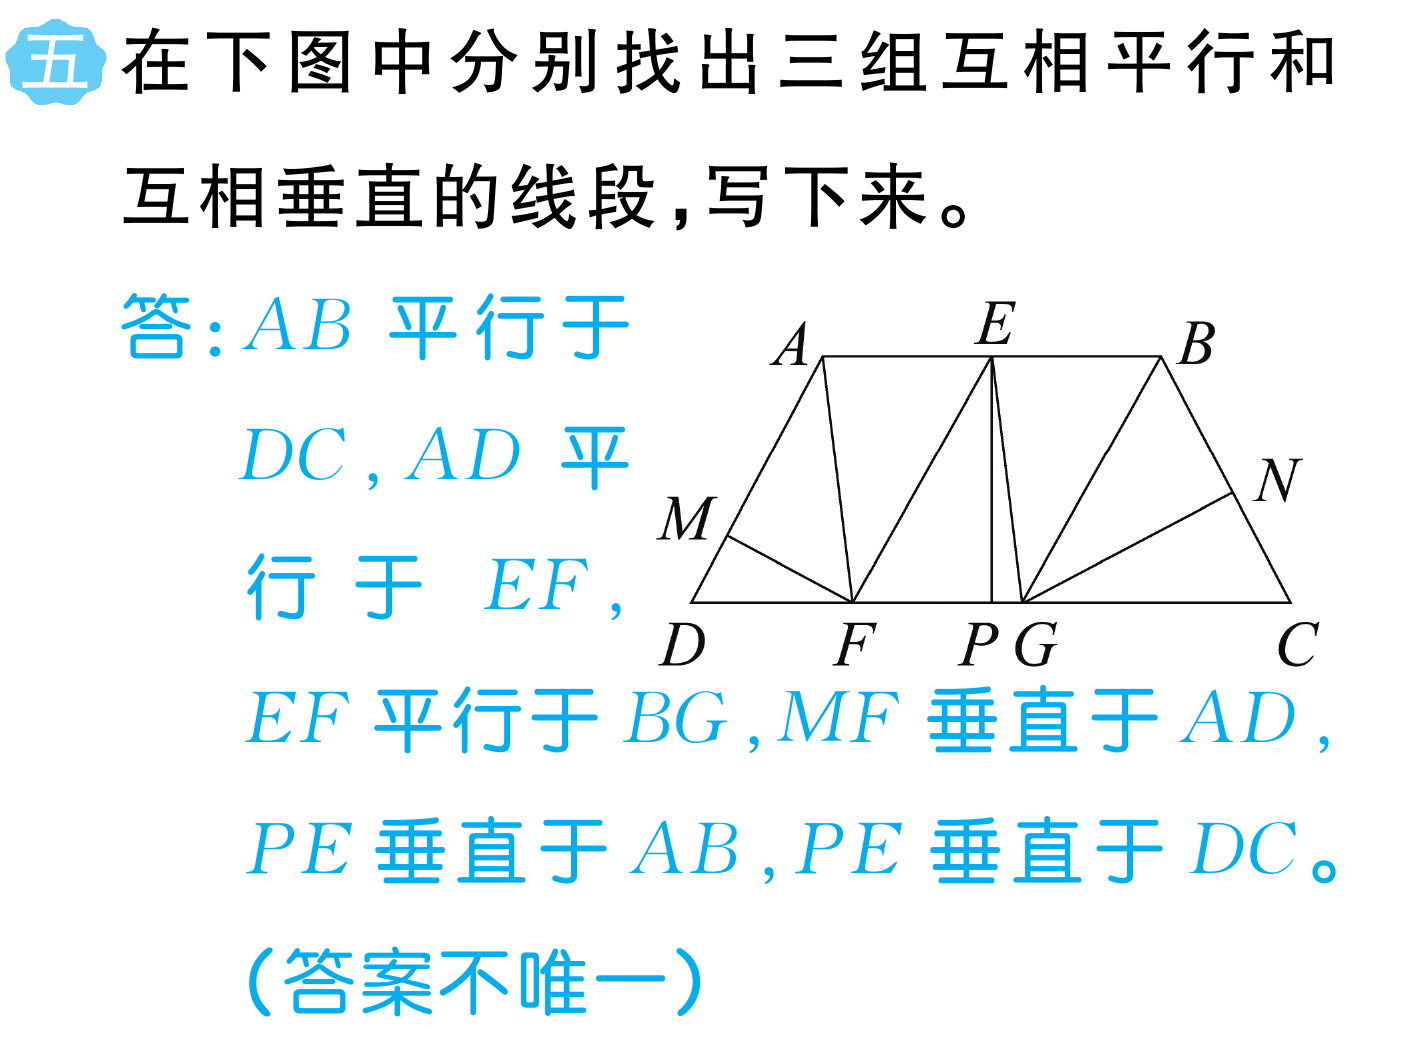 五 在下图中分别找出三组互相平行和
互相垂直的线段,写下来。
答:AB 平行于
DC, AD 平
行于 EF,
EF 平行于 BG, MF 垂直于 AD,
PE 垂直于 AB, PE 垂直于 DC。
(答案不唯一)
A E B
M N
D F P G C